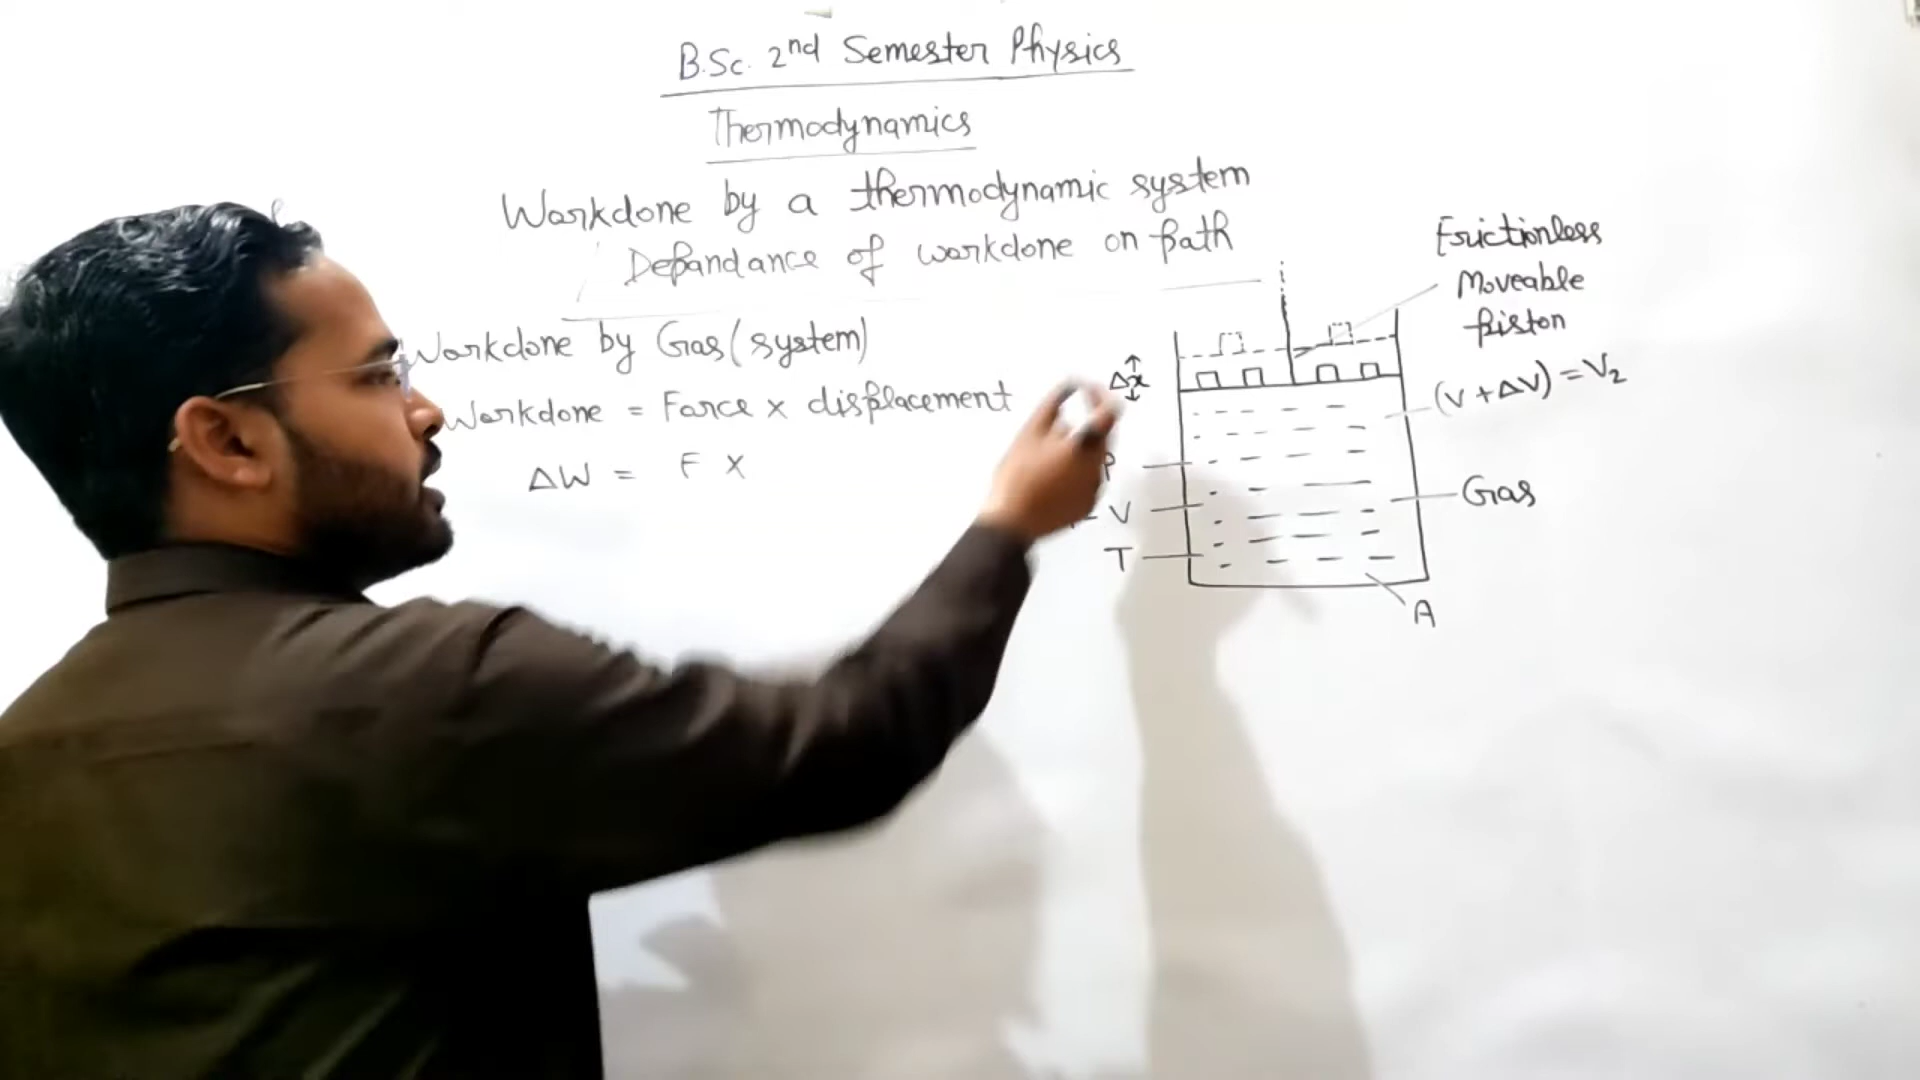 B.Sc. 2nd Semester Physics
Thermodynamics
Workdone by a thermodynamic system
Depandance of workdone on path
Workdone by Gas (system)
Workdone = Force x displacement
ΔW = F x
Frictionless
Moveable
piston
Δx
(V + ΔV) = V₂
P
V
Gas
T
A